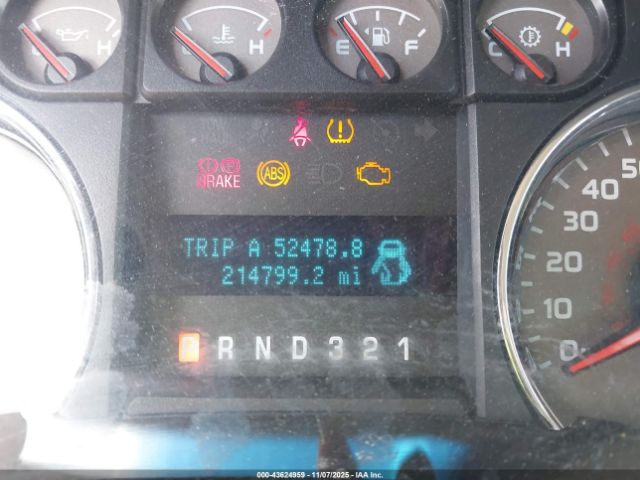 H H E F C H
BRAKE ABS
TRIP A 52478.8
214799.2 mi
P R N D 3 2 1
50
40
30
20
10
0
000-43624959 - 11/07/2025 - IAA Inc.